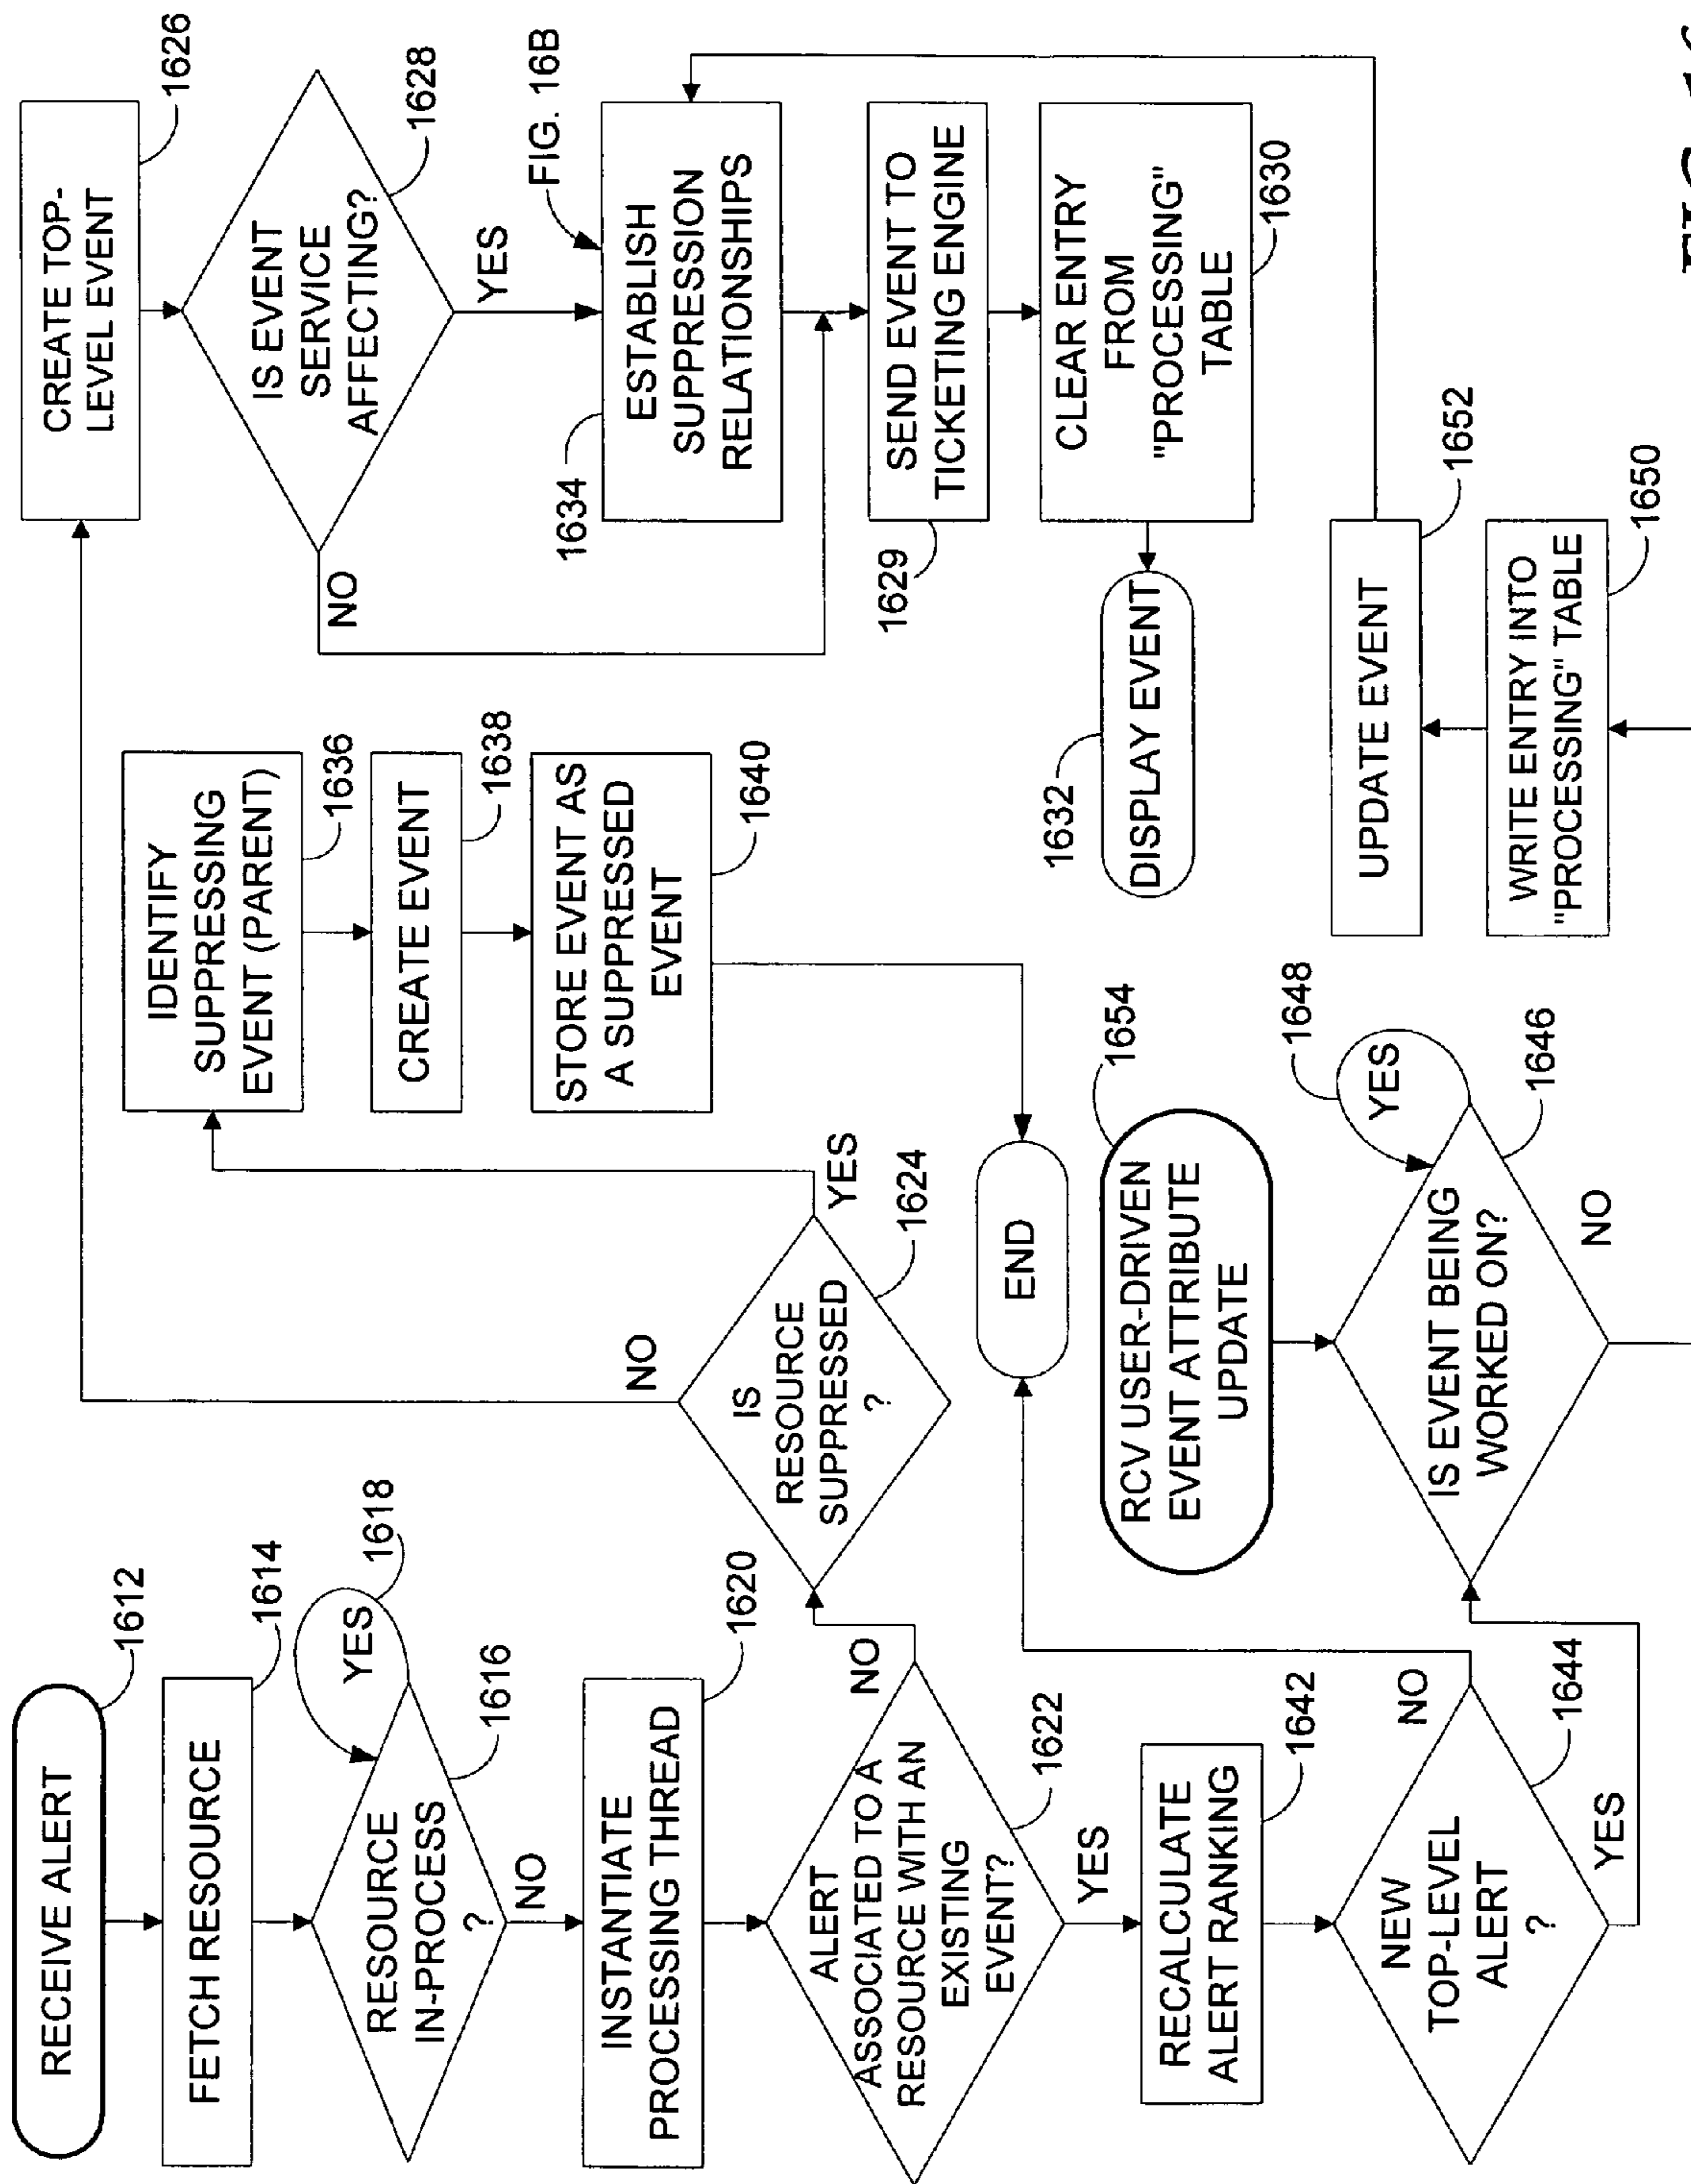 RECEIVE ALERT
1612
FETCH RESOURCE
1614
RESOURCE
IN-PROCESS
?
YES
1618
1616
NO
INSTANTIATE
PROCESSING THREAD
1620
ALERT
ASSOCIATED TO A
RESOURCE WITH AN
EXISTING
EVENT?
NO
1622
YES
RECALCULATE
ALERT RANKING
1642
NEW
TOP-LEVEL
ALERT
?
NO
1644
YES
IS
RESOURCE
SUPPRESSED
?
NO
YES
1624
IDENTIFY
SUPPRESSING
EVENT (PARENT)
1636
CREATE EVENT
1638
STORE EVENT AS
A SUPPRESSED
EVENT
1640
END
RCV USER-DRIVEN
EVENT ATTRIBUTE
UPDATE
1654
IS EVENT BEING
WORKED ON?
YES
1648
1646
NO
CREATE TOP-
LEVEL EVENT
1626
IS EVENT
SERVICE
AFFECTING?
1628
NO
YES
FIG. 16B
1634
ESTABLISH
SUPPRESSION
RELATIONSHIPS
SEND EVENT TO
TICKETING ENGINE
1629
CLEAR ENTRY
FROM
"PROCESSING"
TABLE
1630
1632
DISPLAY EVENT
UPDATE EVENT
1652
WRITE ENTRY INTO
"PROCESSING" TABLE
1650